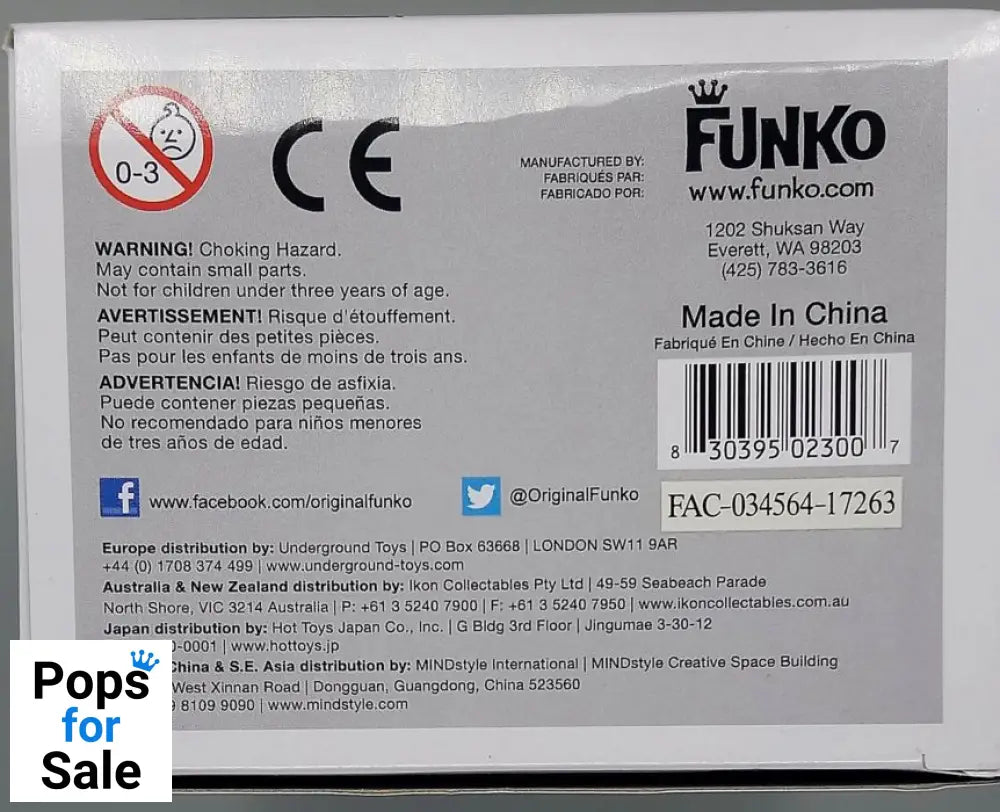 0-3
CE
MANUFACTURED BY:
FABRIQUÉS PAR:
FABRICADO POR:
FUNKO
www.funko.com
1202 Shuksan Way
Everett, WA 98203
(425) 783-3616
WARNING! Choking Hazard.
May contain small parts.
Not for children under three years of age.
AVERTISSEMENT! Risque d'étouffement.
Peut contenir des petites pièces.
Pas pour les enfants de moins de trois ans.
ADVERTENCIA! Riesgo de asfixia.
Puede contener piezas pequeñas.
No recomendado para niños menores
de tres años de edad.
Made In China
Fabriqué En Chine / Hecho En China
8 30395 02300 7
FAC-034564-17263
f www.facebook.com/originalfunko
@OriginalFunko
Europe distribution by: Underground Toys | PO Box 63668 | LONDON SW11 9AR
+44 (0) 1708 374 499 | www.underground-toys.com
Australia & New Zealand distribution by: Ikon Collectables Pty Ltd | 49-59 Seabeach Parade
North Shore, VIC 3214 Australia | P: +61 3 5240 7900 | F: +61 3 5240 7950 | www.ikoncollectables.com.au
Japan distribution by: Hot Toys Japan Co., Inc. | G Bldg 3rd Floor | Jingumae 3-30-12
0-0001 | www.hottoys.jp
China & S.E. Asia distribution by: MINDstyle International | MINDstyle Creative Space Building
West Xinnan Road | Dongguan, Guangdong, China 523560
8109 9090 | www.mindstyle.com
Pops
for
Sale